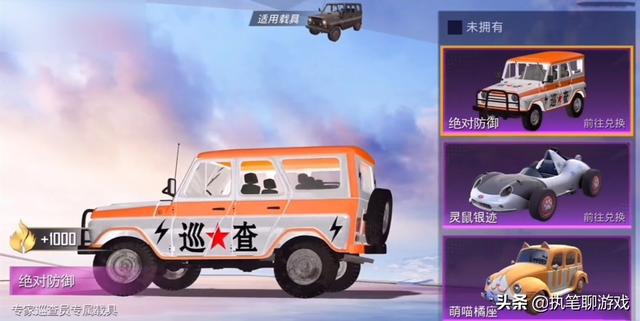 适用载具
未拥有
绝对防御
前往兑换
灵鼠银迹
前往兑换
萌喵橘座
巡★查
+1000
绝对防御
专家巡查员专属载具
头条 @执笔聊游戏